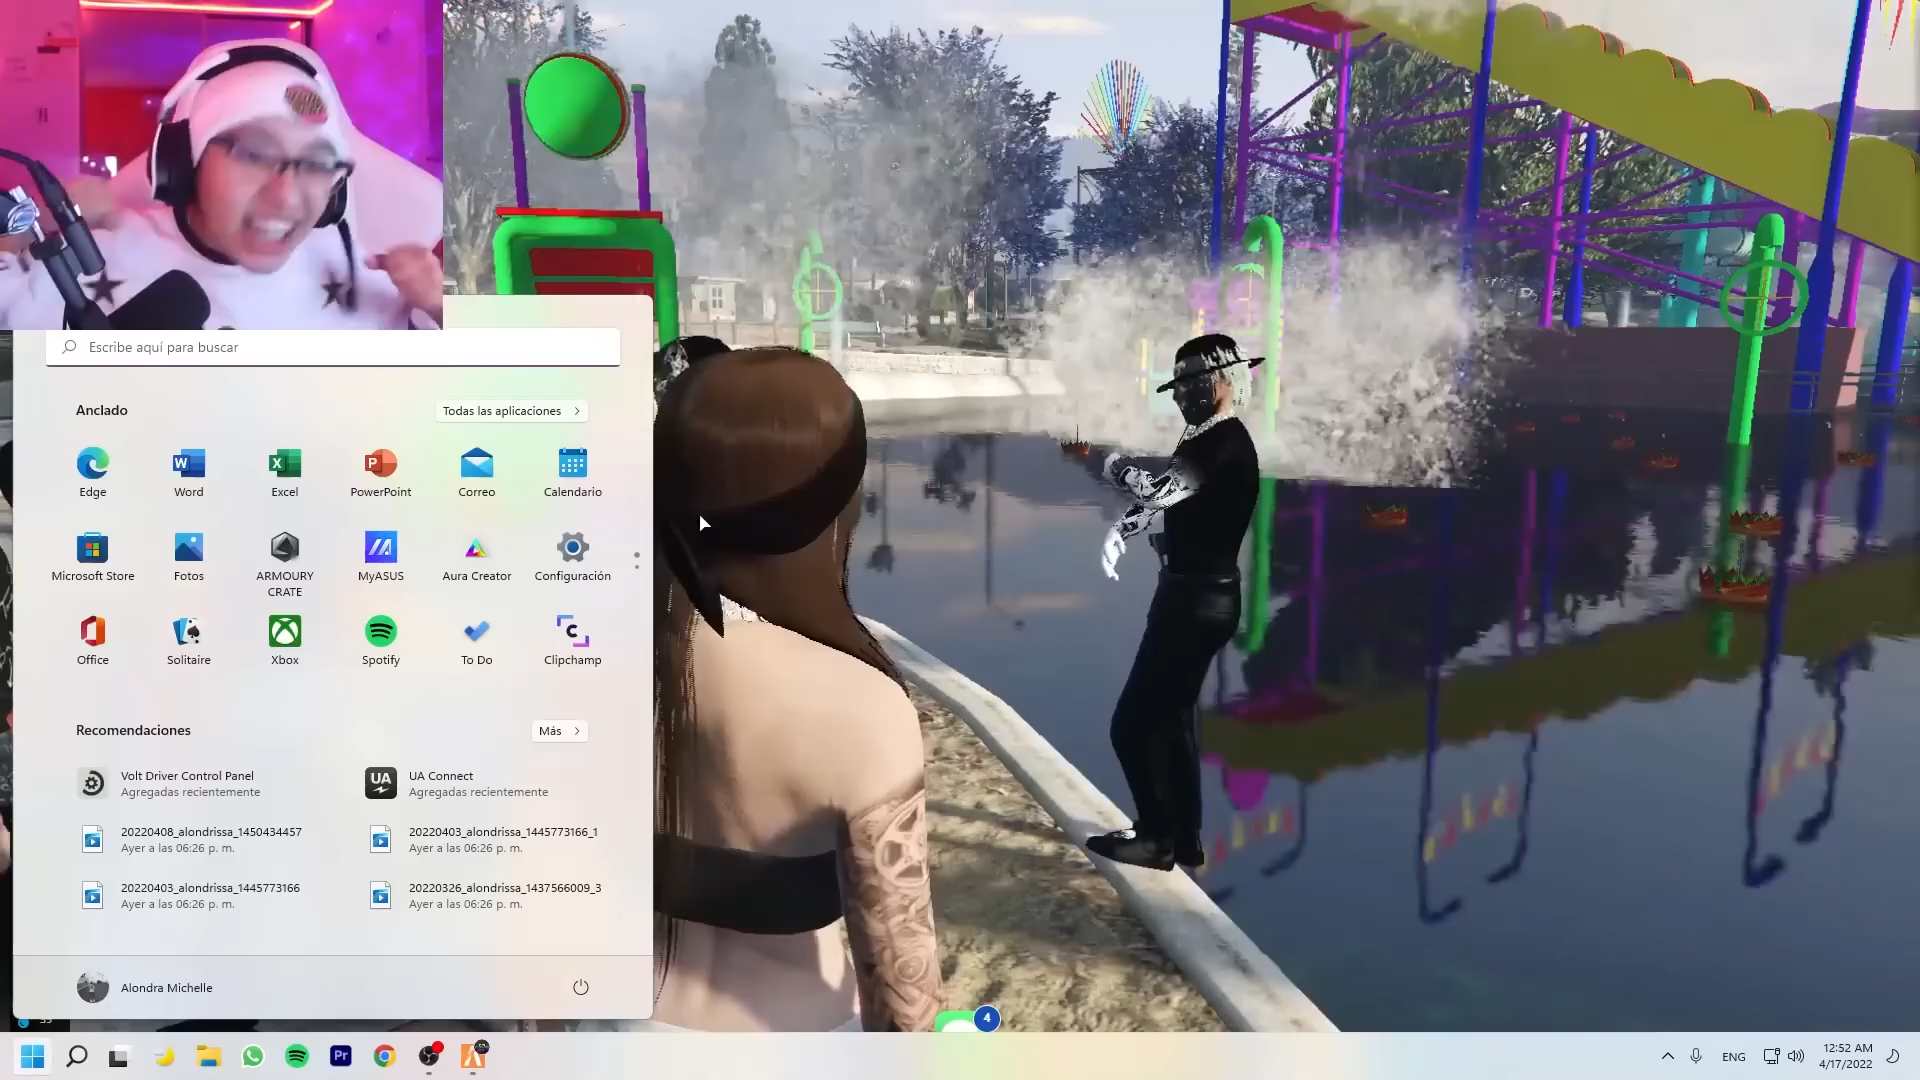 Escribe aquí para buscar
Anclado
Todas las aplicaciones
Edge
Word
Excel
PowerPoint
Correo
Calendario
Microsoft Store
Fotos
ARMOURY
CRATE
MyASUS
Aura Creator
Configuración
Office
Solitaire
Xbox
Spotify
To Do
Clipchamp
Recomendaciones
Más
Volt Driver Control Panel
Agregadas recientemente
UA
UA Connect
Agregadas recientemente
20220408_alondrissa_1450434457
Ayer a las 06:26 p. m.
20220403_alondrissa_1445773166_1
Ayer a las 06:26 p. m.
20220403_alondrissa_1445773166
Ayer a las 06:26 p. m.
20220326_alondrissa_1437566009_3
Ayer a las 06:26 p. m.
Alondra Michelle
4
Pr
ENG
12:52 AM
4/17/2022